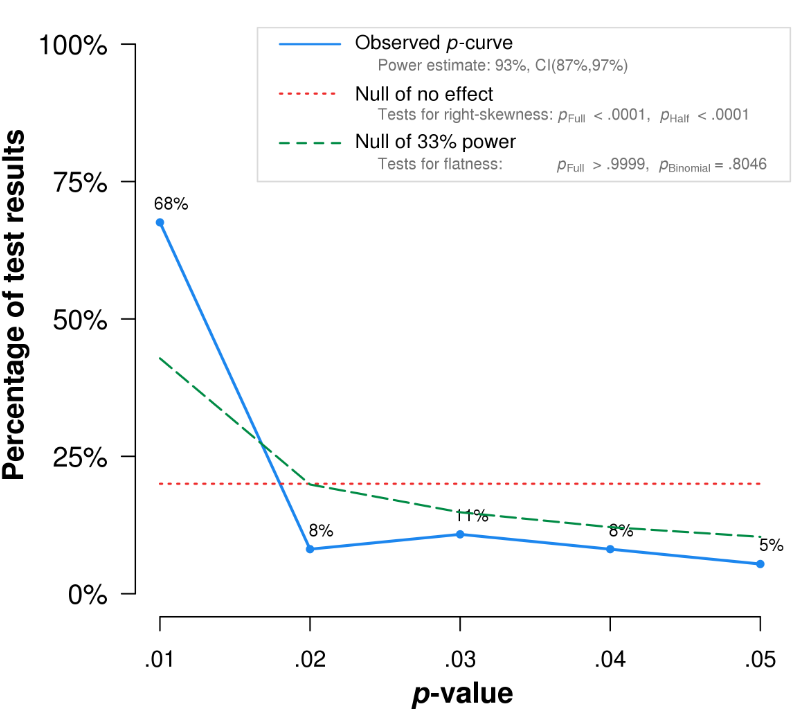 Observed p-curve
Power estimate: 93%, CI(87%,97%)
Null of no effect
Tests for right-skewness: pFull < .0001, pHalf < .0001
Null of 33% power
Tests for flatness: pFull > .9999, pBinomial = .8046
Percentage of test results
100%
75%
50%
25%
0%
68%
8%
11%
8%
5%
.01 .02 .03 .04 .05
p-value